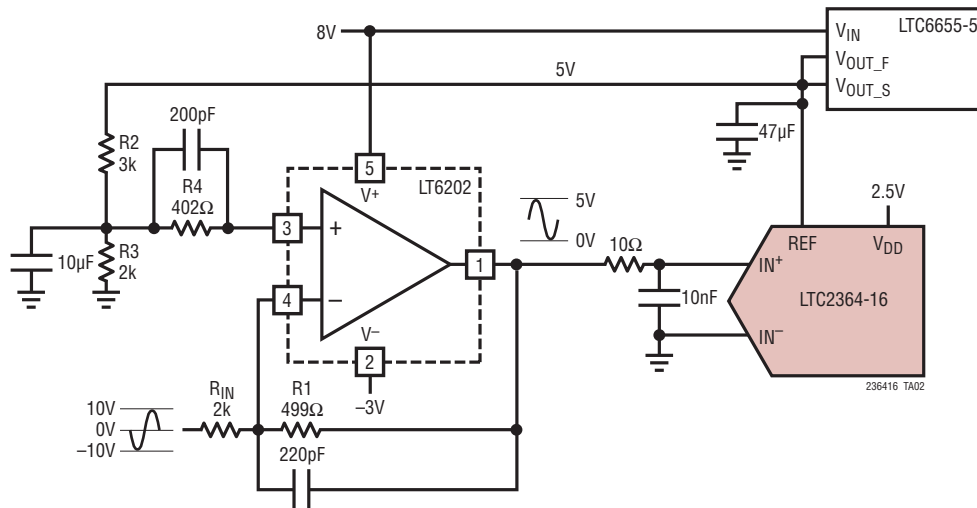 8V
LTC6655-5
VIN
VOUT_F
VOUT_S
5V
200pF
R2
3k
R4
402Ω
47µF
5
V+
LT6202
2.5V
5V
0V
3
+
1
10Ω
REF
VDD
IN+
10µF
R3
2k
4
–
10nF
LTC2364-16
V–
2
IN–
–3V
236416 TA02
RIN
2k
R1
499Ω
10V
0V
–10V
220pF